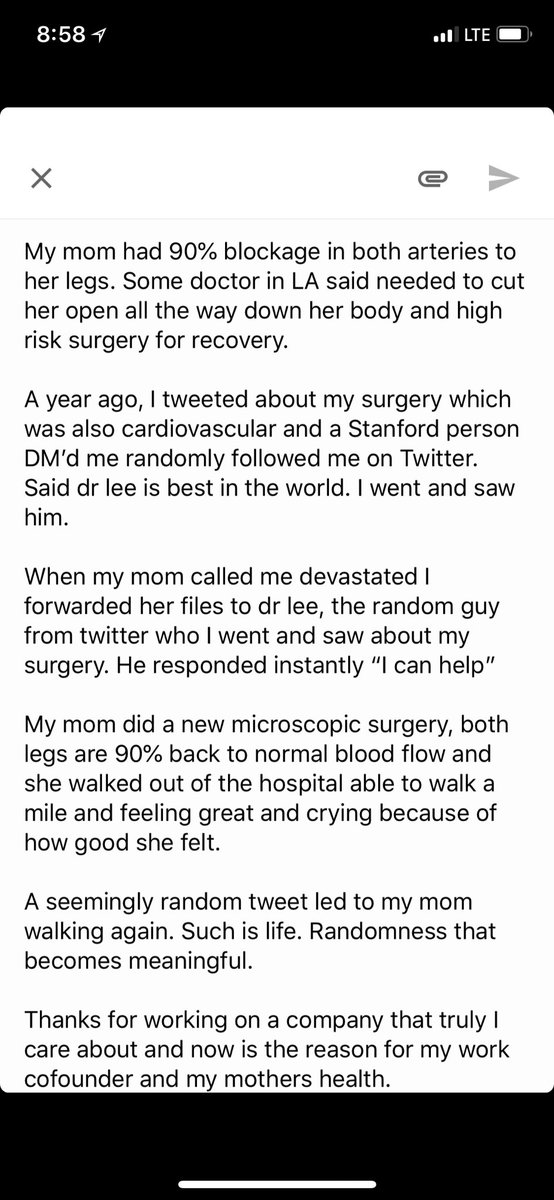 8:58
LTE
My mom had 90% blockage in both arteries to
her legs. Some doctor in LA said needed to cut
her open all the way down her body and high
risk surgery for recovery.
A year ago, I tweeted about my surgery which
was also cardiovascular and a Stanford person
DM’d me randomly followed me on Twitter.
Said dr lee is best in the world. I went and saw
him.
When my mom called me devastated I
forwarded her files to dr lee, the random guy
from twitter who I went and saw about my
surgery. He responded instantly “I can help”
My mom did a new microscopic surgery, both
legs are 90% back to normal blood flow and
she walked out of the hospital able to walk a
mile and feeling great and crying because of
how good she felt.
A seemingly random tweet led to my mom
walking again. Such is life. Randomness that
becomes meaningful.
Thanks for working on a company that truly I
care about and now is the reason for my work
cofounder and my mothers health.